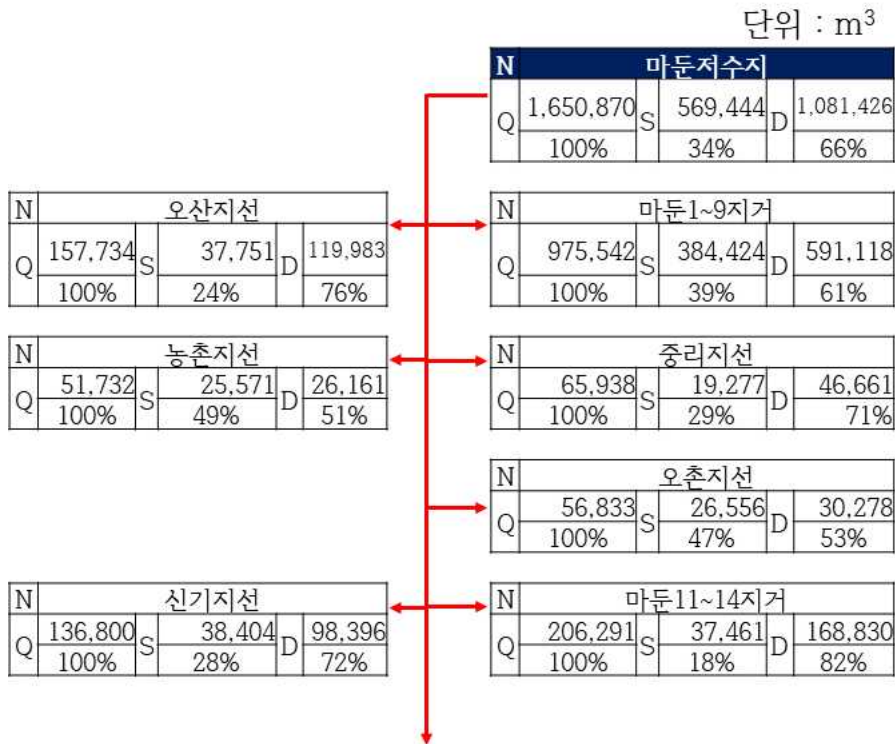 단위 : m³
N 마둔저수지
Q 1,650,870 S 569,444 D 1,081,426
100% 34% 66%
N 오산지선
Q 157,734 S 37,751 D 119,983
100% 24% 76%
N 마둔1~9지거
Q 975,542 S 384,424 D 591,118
100% 39% 61%
N 농촌지선
Q 51,732 S 25,571 D 26,161
100% 49% 51%
N 중리지선
Q 65,938 S 19,277 D 46,661
100% 29% 71%
N 오촌지선
Q 56,833 S 26,556 D 30,278
100% 47% 53%
N 신기지선
Q 136,800 S 38,404 D 98,396
100% 28% 72%
N 마둔11~14지거
Q 206,291 S 37,461 D 168,830
100% 18% 82%